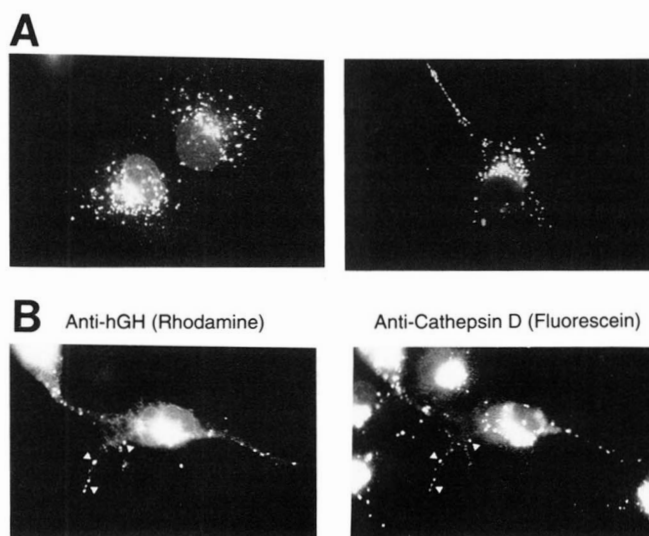 A
B Anti-hGH (Rhodamine) Anti-Cathepsin D (Fluorescein)